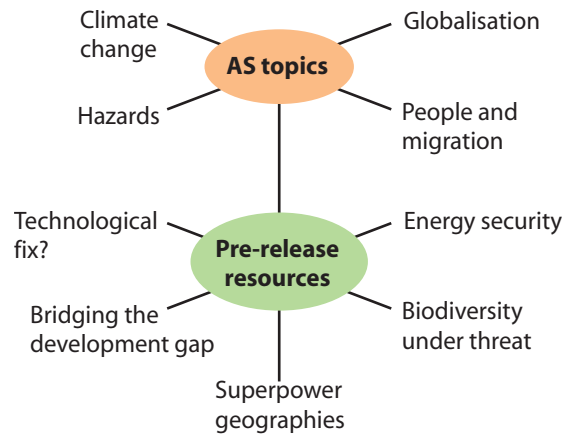 Climate
change
Globalisation
AS topics
Hazards
People and
migration
Technological
fix?
Energy security
Pre-release
resources
Bridging the
development gap
Biodiversity
under threat
Superpower
geographies